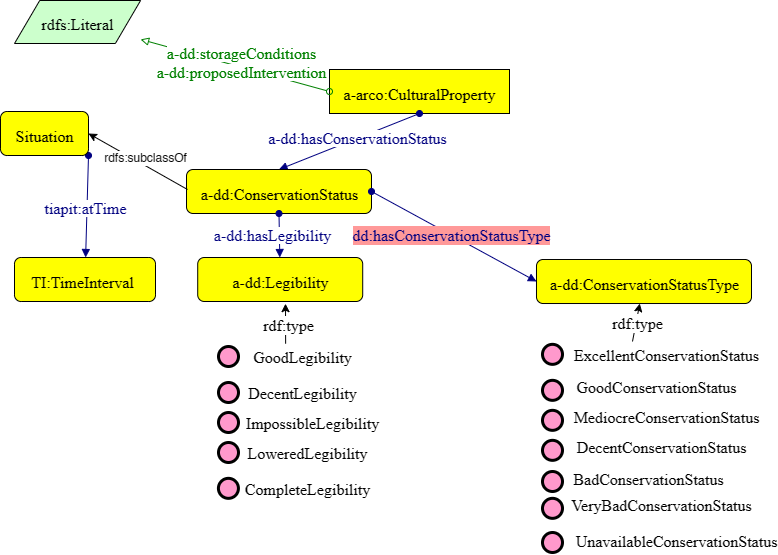 rdfs:Literal
a-dd:storageConditions
a-dd:proposedIntervention
a-arco:CulturalProperty
Situation
a-dd:hasConservationStatus
rdfs:subclassOf
a-dd:ConservationStatus
tiapit:atTime
a-dd:hasLegibility
dd:hasConservationStatusType
TI:TimeInterval
a-dd:Legibility
a-dd:ConservationStatusType
rdf:type
rdf:type
GoodLegibility
ExcellentConservationStatus
DecentLegibility
GoodConservationStatus
ImpossibleLegibility
MediocreConservationStatus
LoweredLegibility
DecentConservationStatus
CompleteLegibility
BadConservationStatus
VeryBadConservationStatus
UnavailableConservationStatus